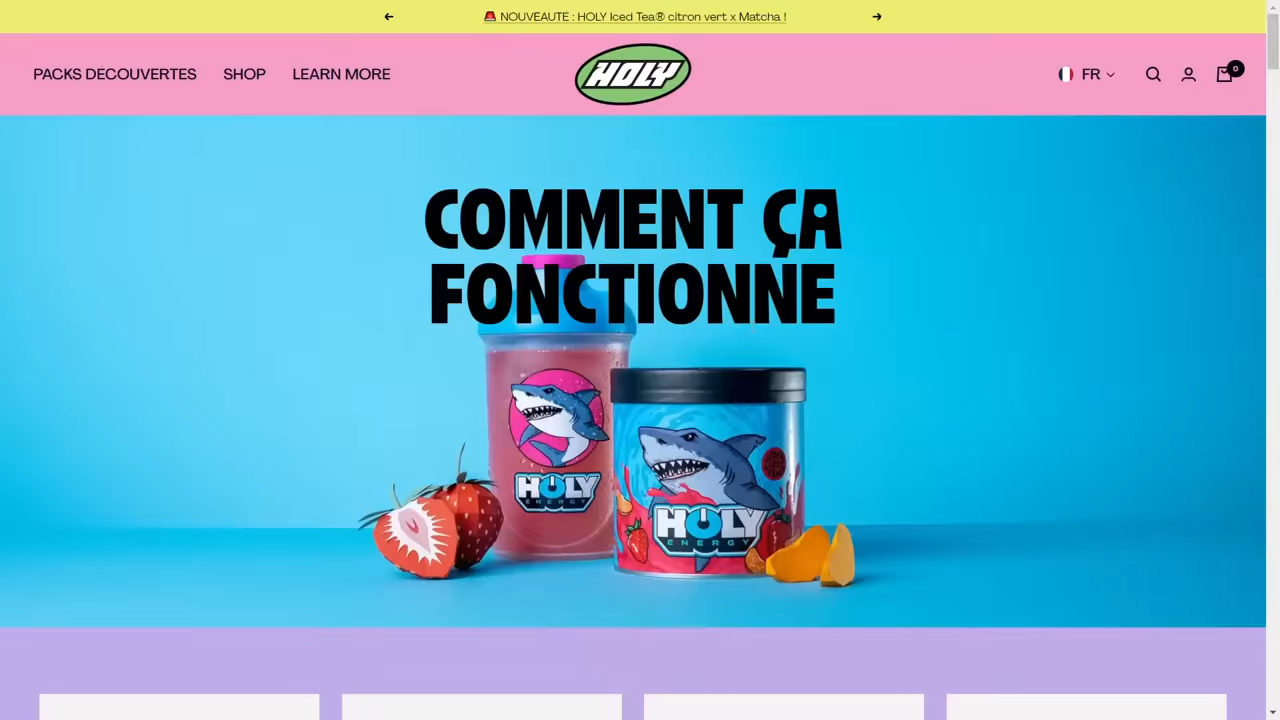 🚨 NOUVEAUTÉ : HOLY Iced Tea® citron vert x Matcha !
PACKS DÉCOUVERTES
SHOP
LEARN MORE
HOLY
FR
0
COMMENT ÇA
FONCTIONNE
HOLY
ENERGY
HOLY
ENERGY